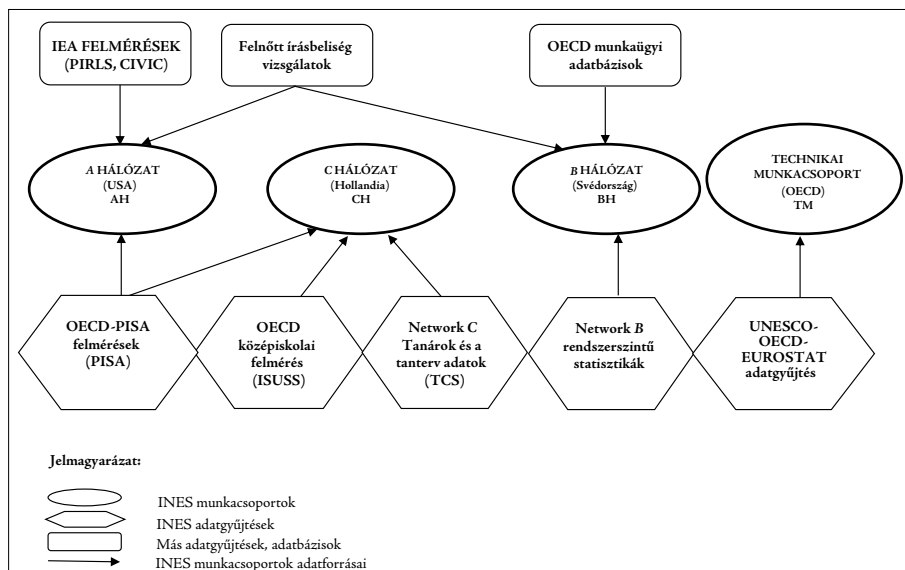 IEA FELMÉRÉSEK
(PIRLS, CIVIC)
Felnőtt írásbeliség
vizsgálatok
OECD munkaügyi
adatbázisok
A HÁLÓZAT
(USA)
AH
C HÁLÓZAT
(Hollandia)
CH
B HÁLÓZAT
(Svédország)
BH
TECHNIKAI
MUNKACSOPORT
(OECD)
TM
OECD-PISA
felmérések
(PISA)
OECD
középiskolai
felmérés
(ISUSS)
Network C
Tanárok és a
tanterv adatok
(TCS)
Network B
rendszerszintű
statisztikák
UNESCO-
OECD-
EUROSTAT
adatgyűjtés
Jelmagyarázat:
INES munkacsoportok
INES adatgyűjtések
Más adatgyűjtések, adatbázisok
INES munkacsoportok adatforrásai